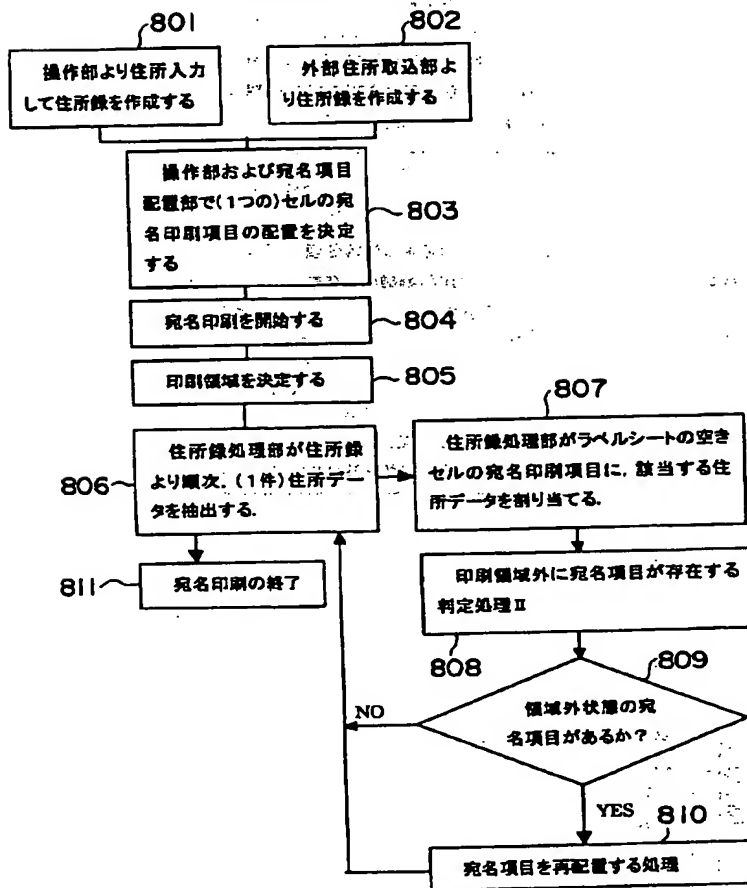 801
操作部より住所入力
して住所録を作成する
802
外部住所取込部よ
り住所録を作成する
操作部および宛名項目
配置部で(1つの)セルの宛
名印刷項目の配置を決定
する
803
宛名印刷を開始する
804
印刷領域を決定する
805
806
住所録処理部が住所録
より順次,(1件)住所デー
タを抽出する.
807
住所録処理部がラベルシートの空き
セルの宛名印刷項目に,該当する住
所データを割り当てる.
811
宛名印刷の終了
印刷領域外に宛名項目が存在する
判定処理Ⅱ
808
809
領域外状態の宛
名項目があるか?
NO
YES
810
宛名項目を再配置する処理